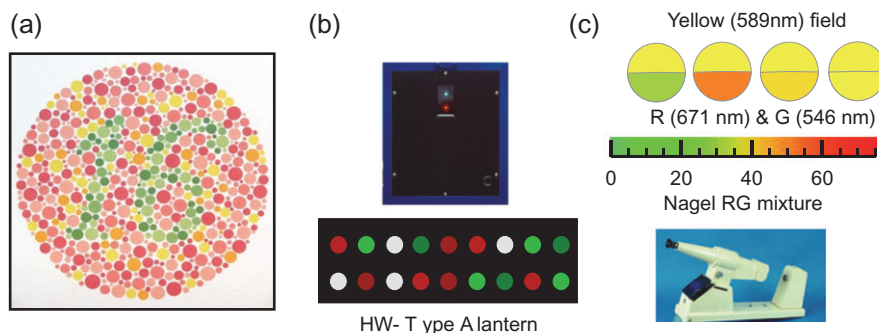 (a)
(b)
HW- T ype A lantern
(c)
Yellow (589nm) field
R (671 nm) & G (546 nm)
0 20 40 60
Nagel RG mixture